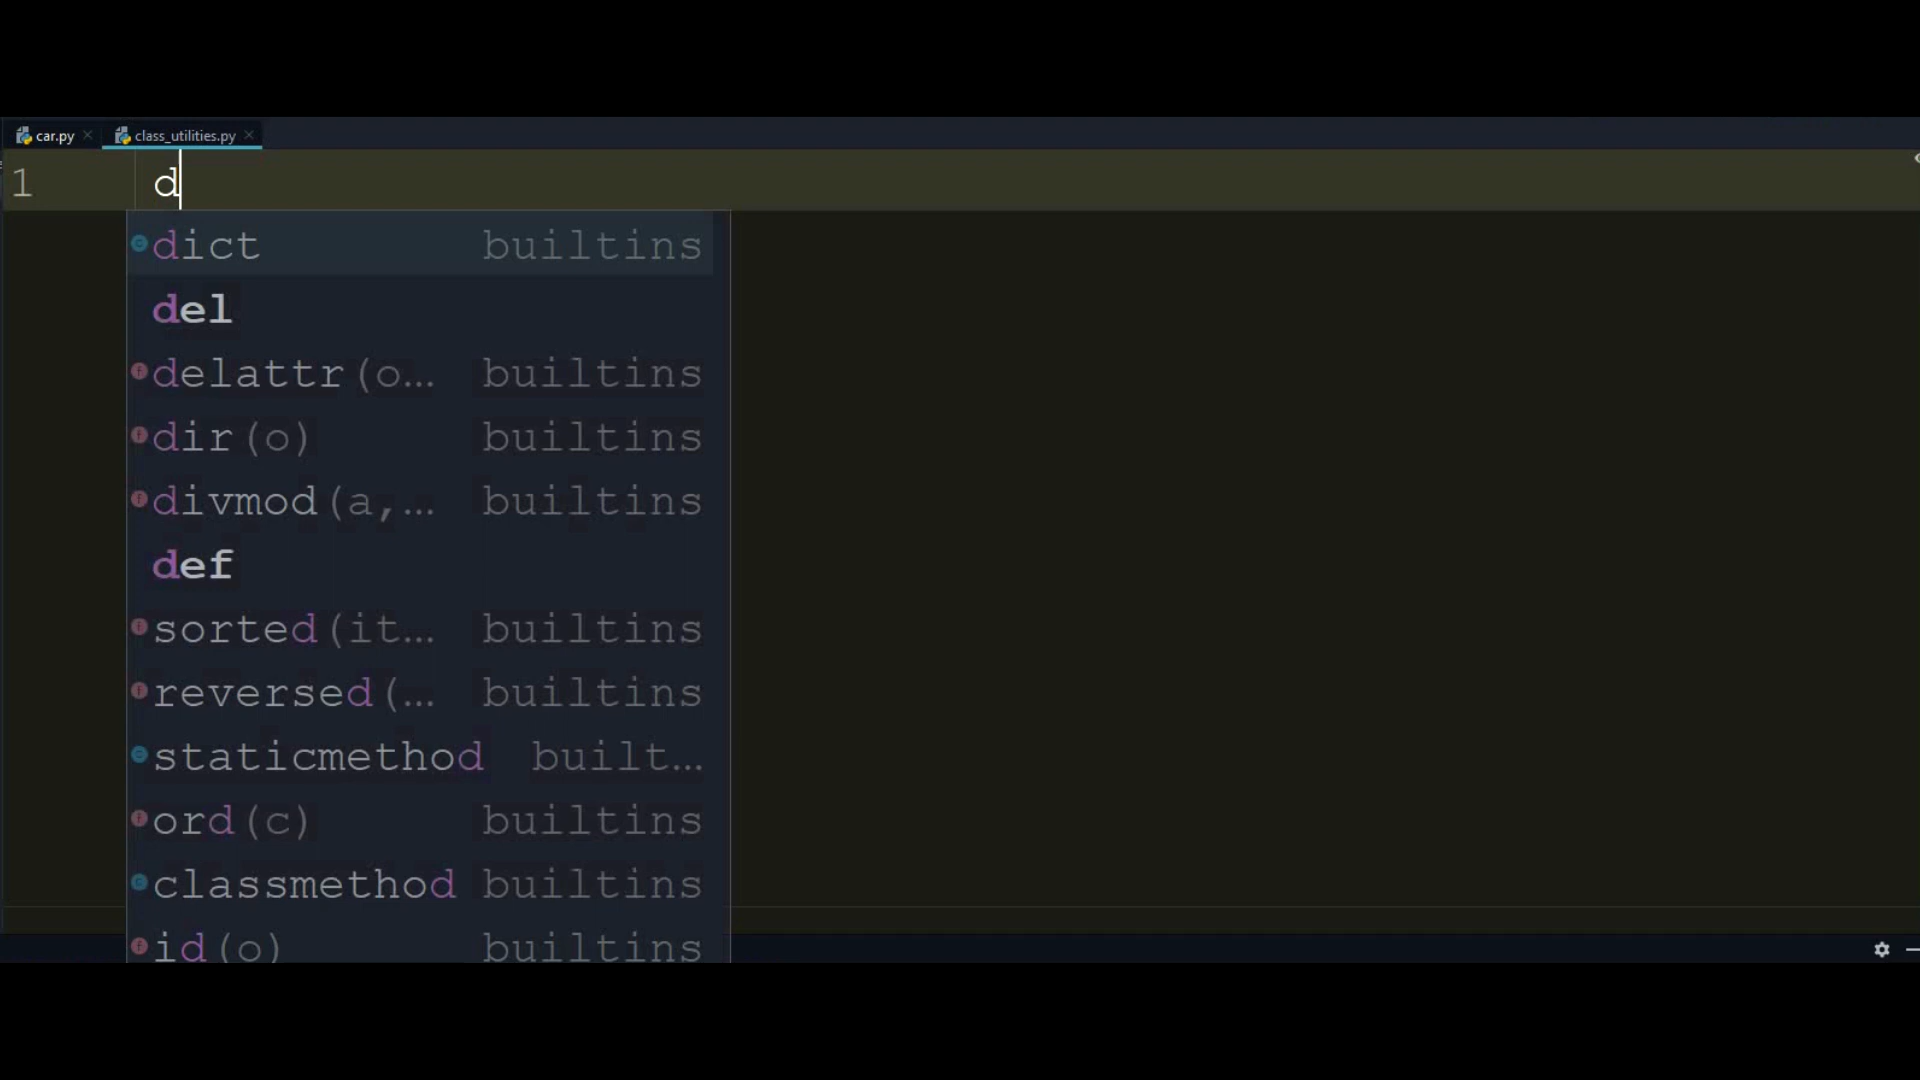 car.py class_utilities.py
1 d
dict builtins
del
delattr(o… builtins
dir(o) builtins
divmod(a,… builtins
def
sorted(it… builtins
reversed(… builtins
staticmethod built…
ord(c) builtins
classmethod builtins
id(o) builtins